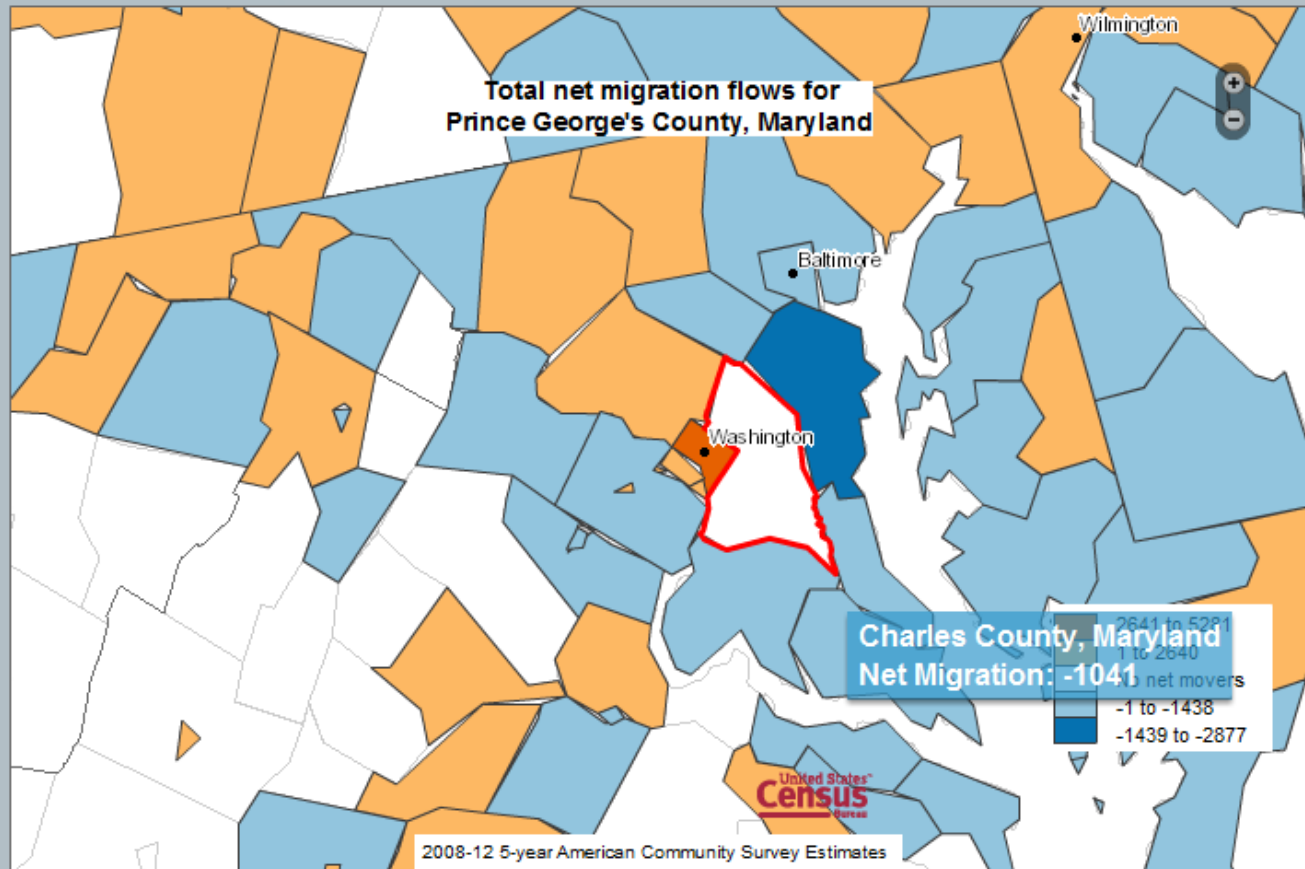 Wilmington
Total net migration flows for
Prince George's County, Maryland
Baltimore
Washington
Charles County, Maryland
Net Migration: -1041
2641 to 5281
1 to 2640
No net movers
-1 to -1438
-1439 to -2877
United States™
Census
Bureau
2008-12 5-year American Community Survey Estimates